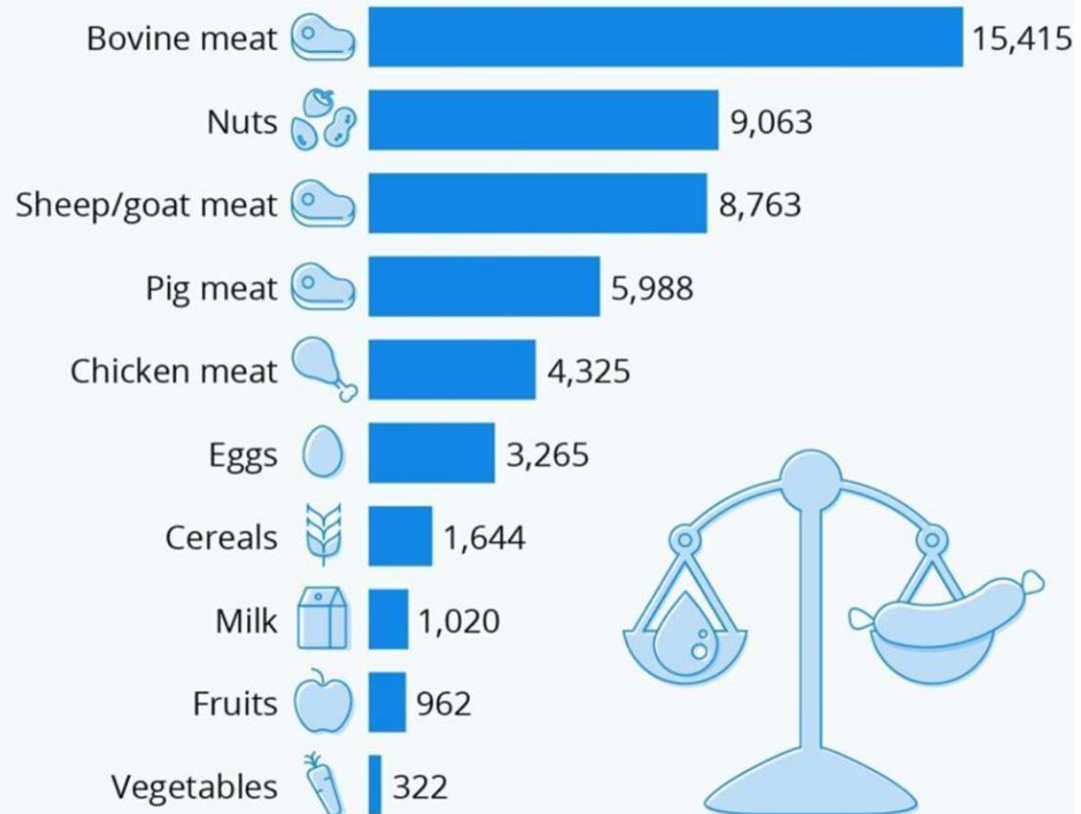 Bovine meat 15,415
Nuts 9,063
Sheep/goat meat 8,763
Pig meat 5,988
Chicken meat 4,325
Eggs 3,265
Cereals 1,644
Milk 1,020
Fruits 962
Vegetables 322